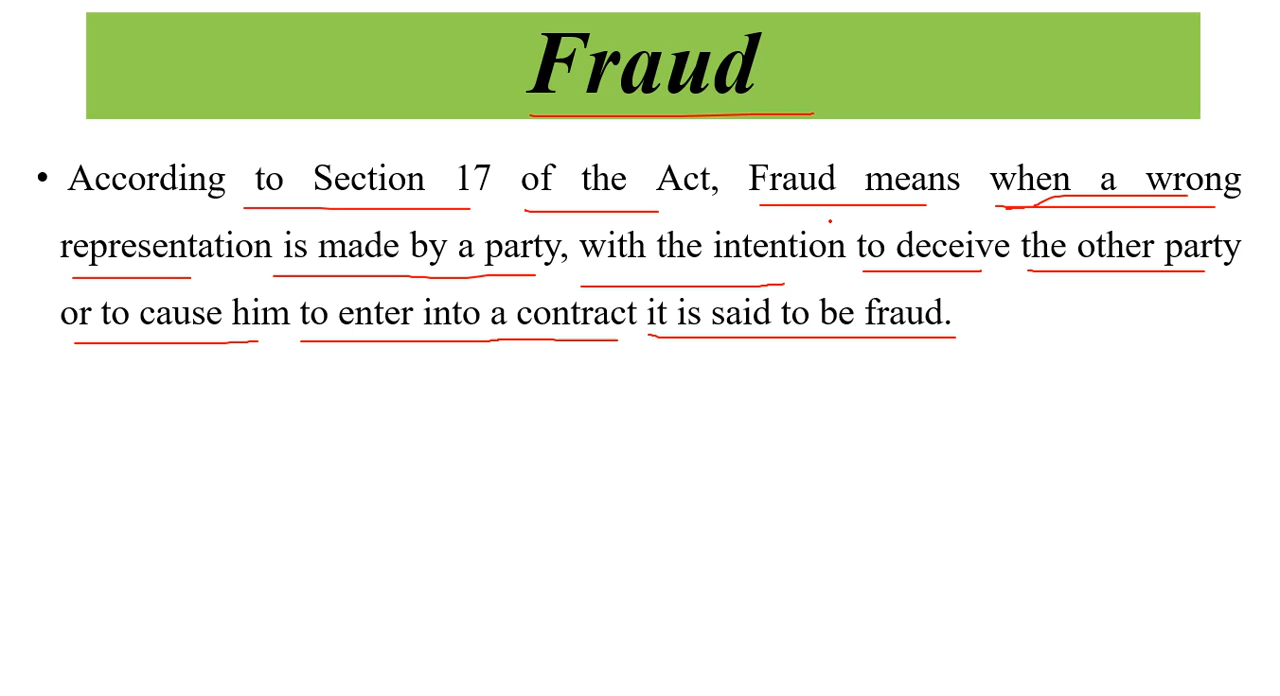 Fraud
• According to Section 17 of the Act, Fraud means when a wrong
representation is made by a party, with the intention to deceive the other party
or to cause him to enter into a contract it is said to be fraud.